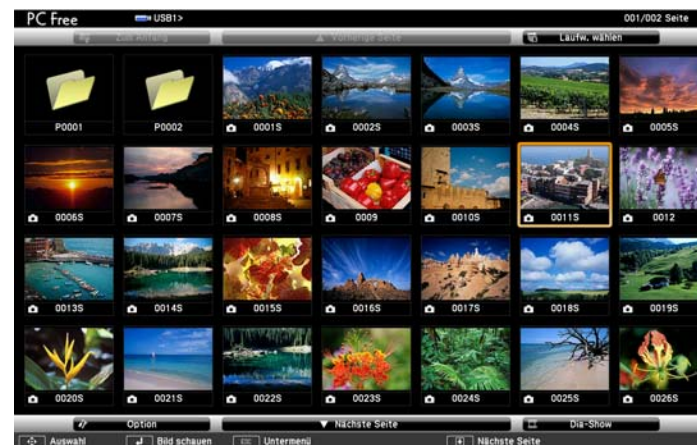 PC Free USB1> 001/002 Seite
Zum Anfang ▲ Vorherige Seite Laufw. wählen
P0001 P0002 0001S 0002S 0003S 0004S 0005S
0006S 0007S 0008S 0009 0010S 0011S 0012
0013S 0014S 0015S 0016S 0017S 0018S 0019S
0020S 0021S 0022S 0023S 0024S 0025S 0026S
Option ▼ Nächste Seite Dia-Show
Auswahl Bild schauen Esc Untermenü Nächste Seite